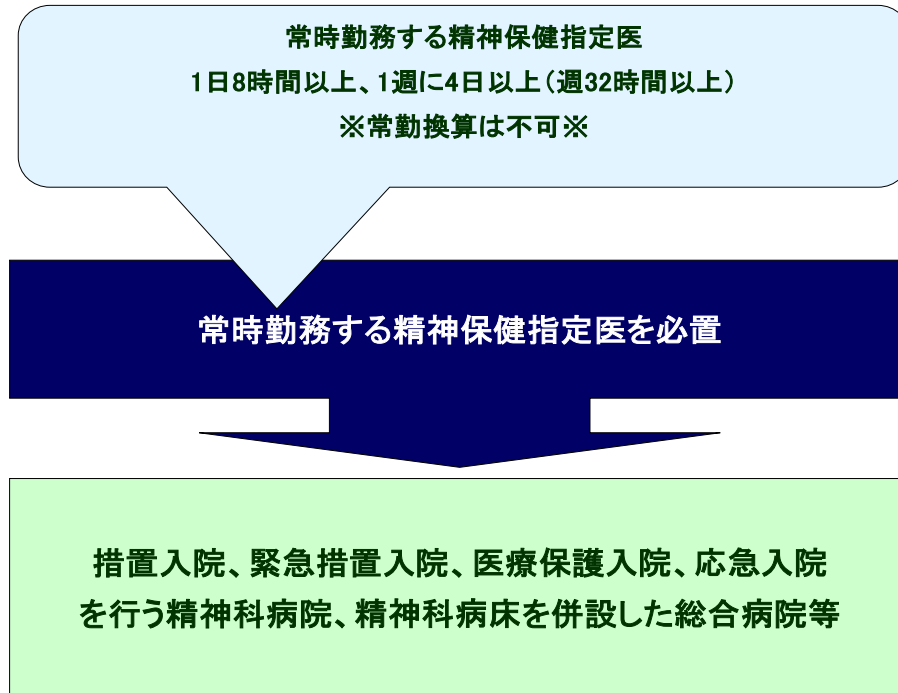 常時勤務する精神保健指定医
1日8時間以上、1週に4日以上（週32時間以上）
※常勤換算は不可※
常時勤務する精神保健指定医を必置
措置入院、緊急措置入院、医療保護入院、応急入院
を行う精神科病院、精神科病床を併設した総合病院等